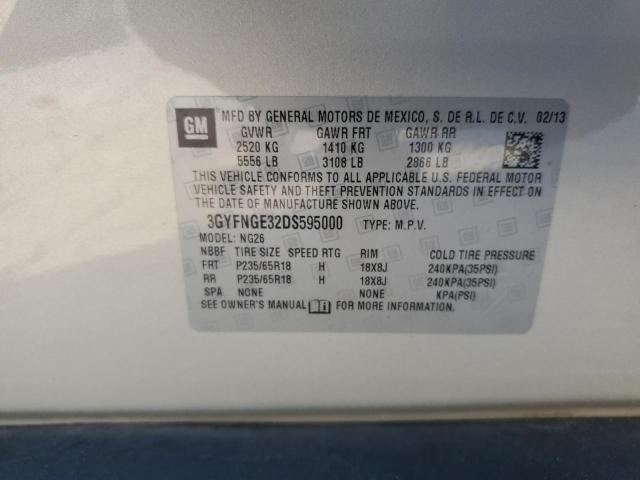 GM
MFD BY GENERAL MOTORS DE MEXICO, S. DE R.L. DE C.V. 02/13
GVWR GAWR FRT GAWR RR
2520 KG 1410 KG 1300 KG
5556 LB 3108 LB 2866 LB
THIS VEHICLE CONFORMS TO ALL APPLICABLE U.S. FEDERAL MOTOR
VEHICLE SAFETY AND THEFT PREVENTION STANDARDS IN EFFECT ON
THE DATE OF MANUFACTURE SHOWN ABOVE.
3GYFNGE32DS595000 TYPE: M.P.V.
MODEL: NG26
NBBF TIRE SIZE SPEED RTG RIM COLD TIRE PRESSURE
FRT P235/65R18 H 18X8J 240KPA(35PSI)
RR P235/65R18 H 18X8J 240KPA(35PSI)
SPA NONE NONE KPA(PSI)
SEE OWNER'S MANUAL FOR MORE INFORMATION.